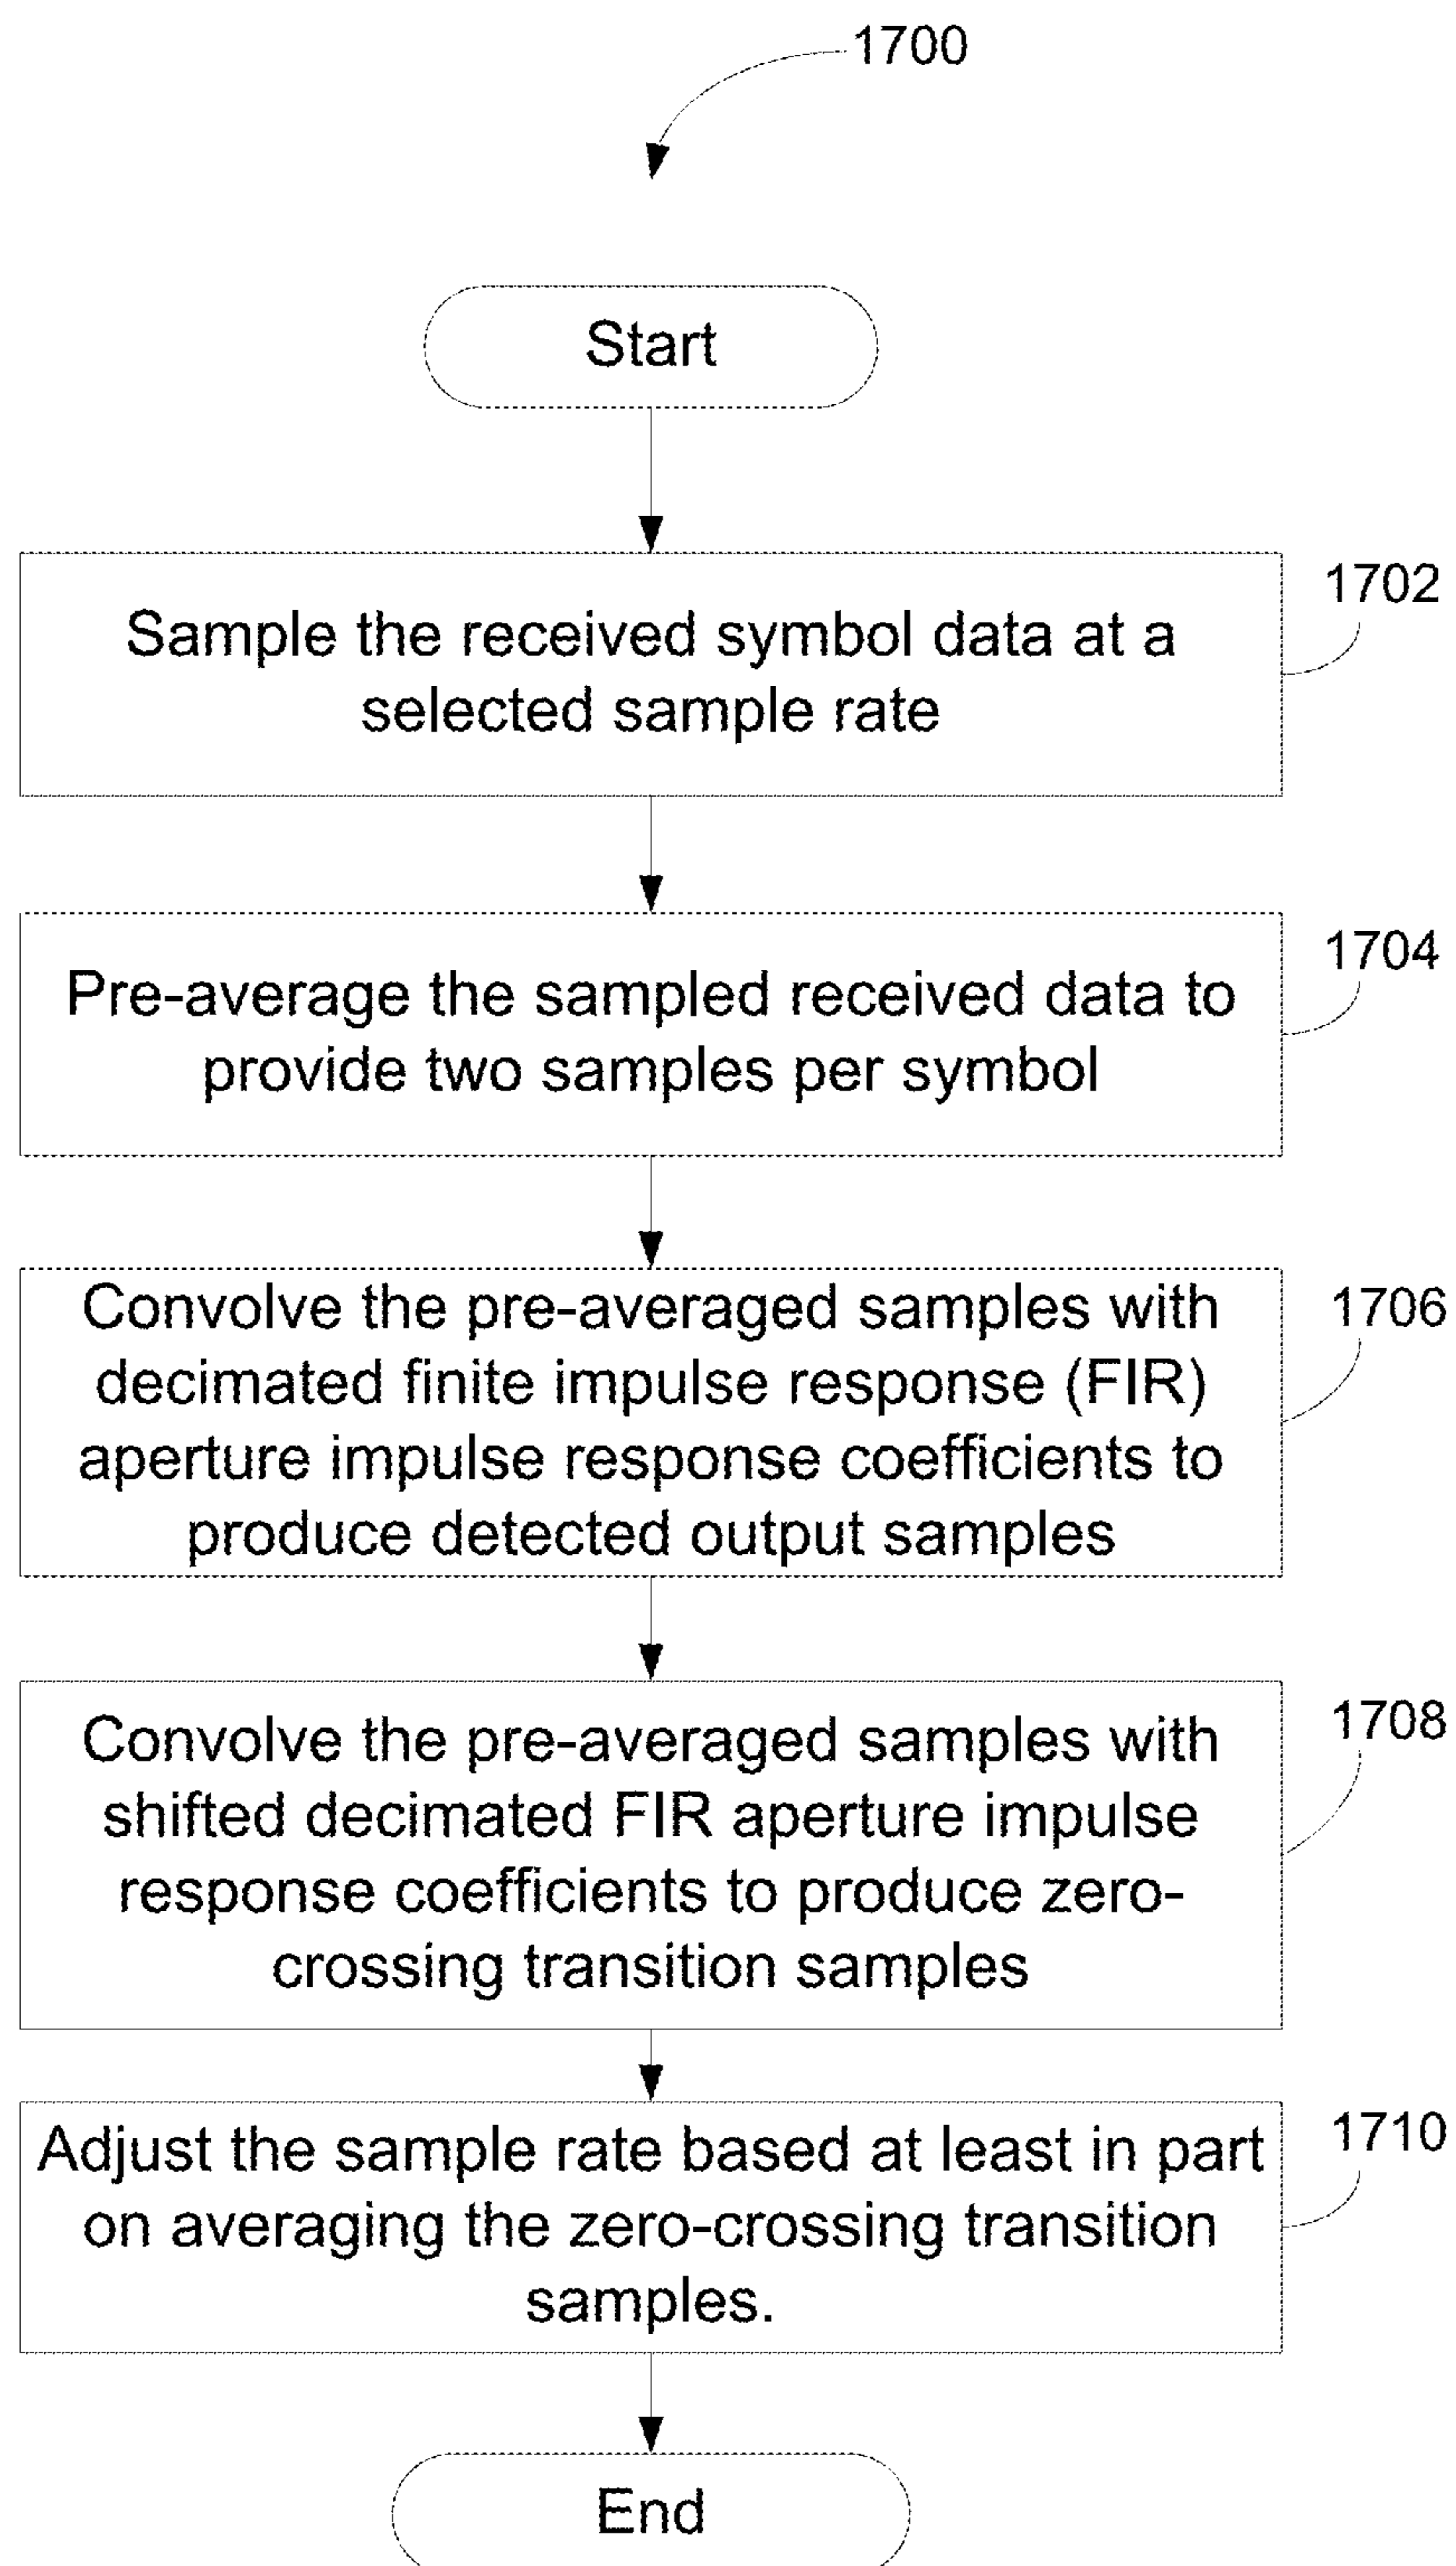 1700
Start
1702
Sample the received symbol data at a
selected sample rate
1704
Pre-average the sampled received data to
provide two samples per symbol
1706
Convolve the pre-averaged samples with
decimated finite impulse response (FIR)
aperture impulse response coefficients to
produce detected output samples
1708
Convolve the pre-averaged samples with
shifted decimated FIR aperture impulse
response coefficients to produce zero-
crossing transition samples
1710
Adjust the sample rate based at least in part
on averaging the zero-crossing transition
samples.
End